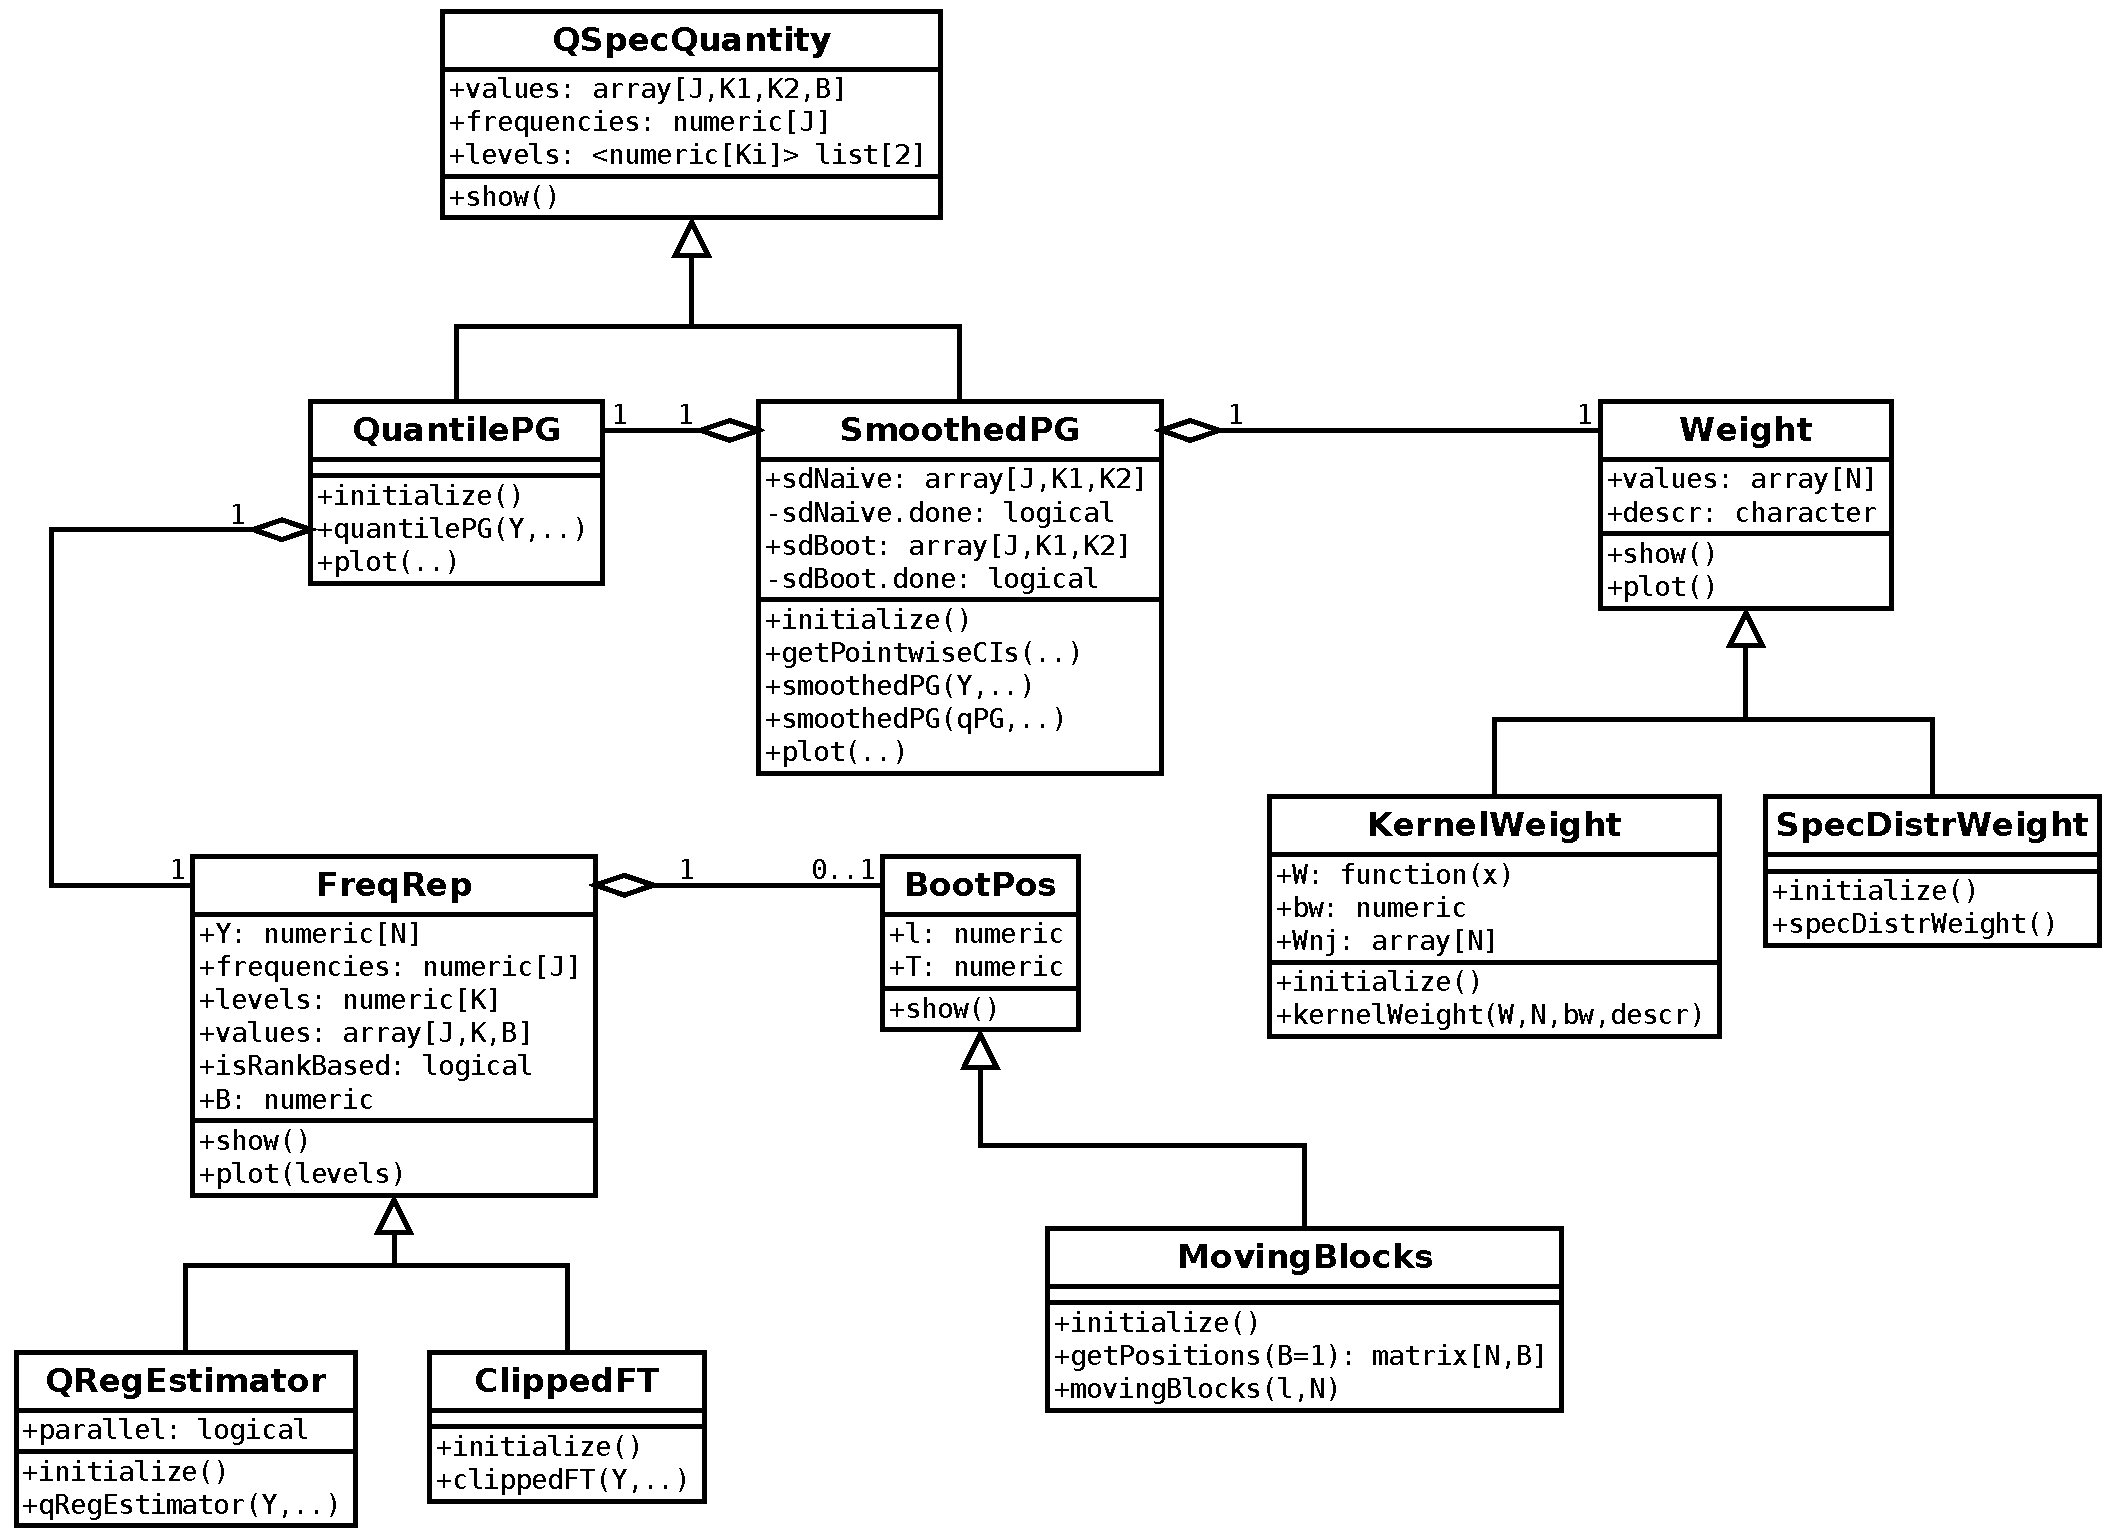 QSpecQuantity
+values: array[J,K1,K2,B]
+frequencies: numeric[J]
+levels: <numeric[Ki]> list[2]
+show()
QuantilePG
+initialize()
+quantilePG(Y,..)
+plot(..)
1
1
1
SmoothedPG
+sdNaive: array[J,K1,K2]
-sdNaive.done: logical
+sdBoot: array[J,K1,K2]
-sdBoot.done: logical
+initialize()
+getPointwiseCIs(..)
+smoothedPG(Y,..)
+smoothedPG(qPG,..)
+plot(..)
1
1
Weight
+values: array[N]
+descr: character
+show()
+plot()
KernelWeight
+W: function(x)
+bw: numeric
+Wnj: array[N]
+initialize()
+kernelWeight(W,N,bw,descr)
SpecDistrWeight
+initialize()
+specDistrWeight()
1
FreqRep
+Y: numeric[N]
+frequencies: numeric[J]
+levels: numeric[K]
+values: array[J,K,B]
+isRankBased: logical
+B: numeric
+show()
+plot(levels)
1
0..1
BootPos
+l: numeric
+T: numeric
+show()
MovingBlocks
+initialize()
+getPositions(B=1): matrix[N,B]
+movingBlocks(l,N)
QRegEstimator
+parallel: logical
+initialize()
+qRegEstimator(Y,..)
ClippedFT
+initialize()
+clippedFT(Y,..)